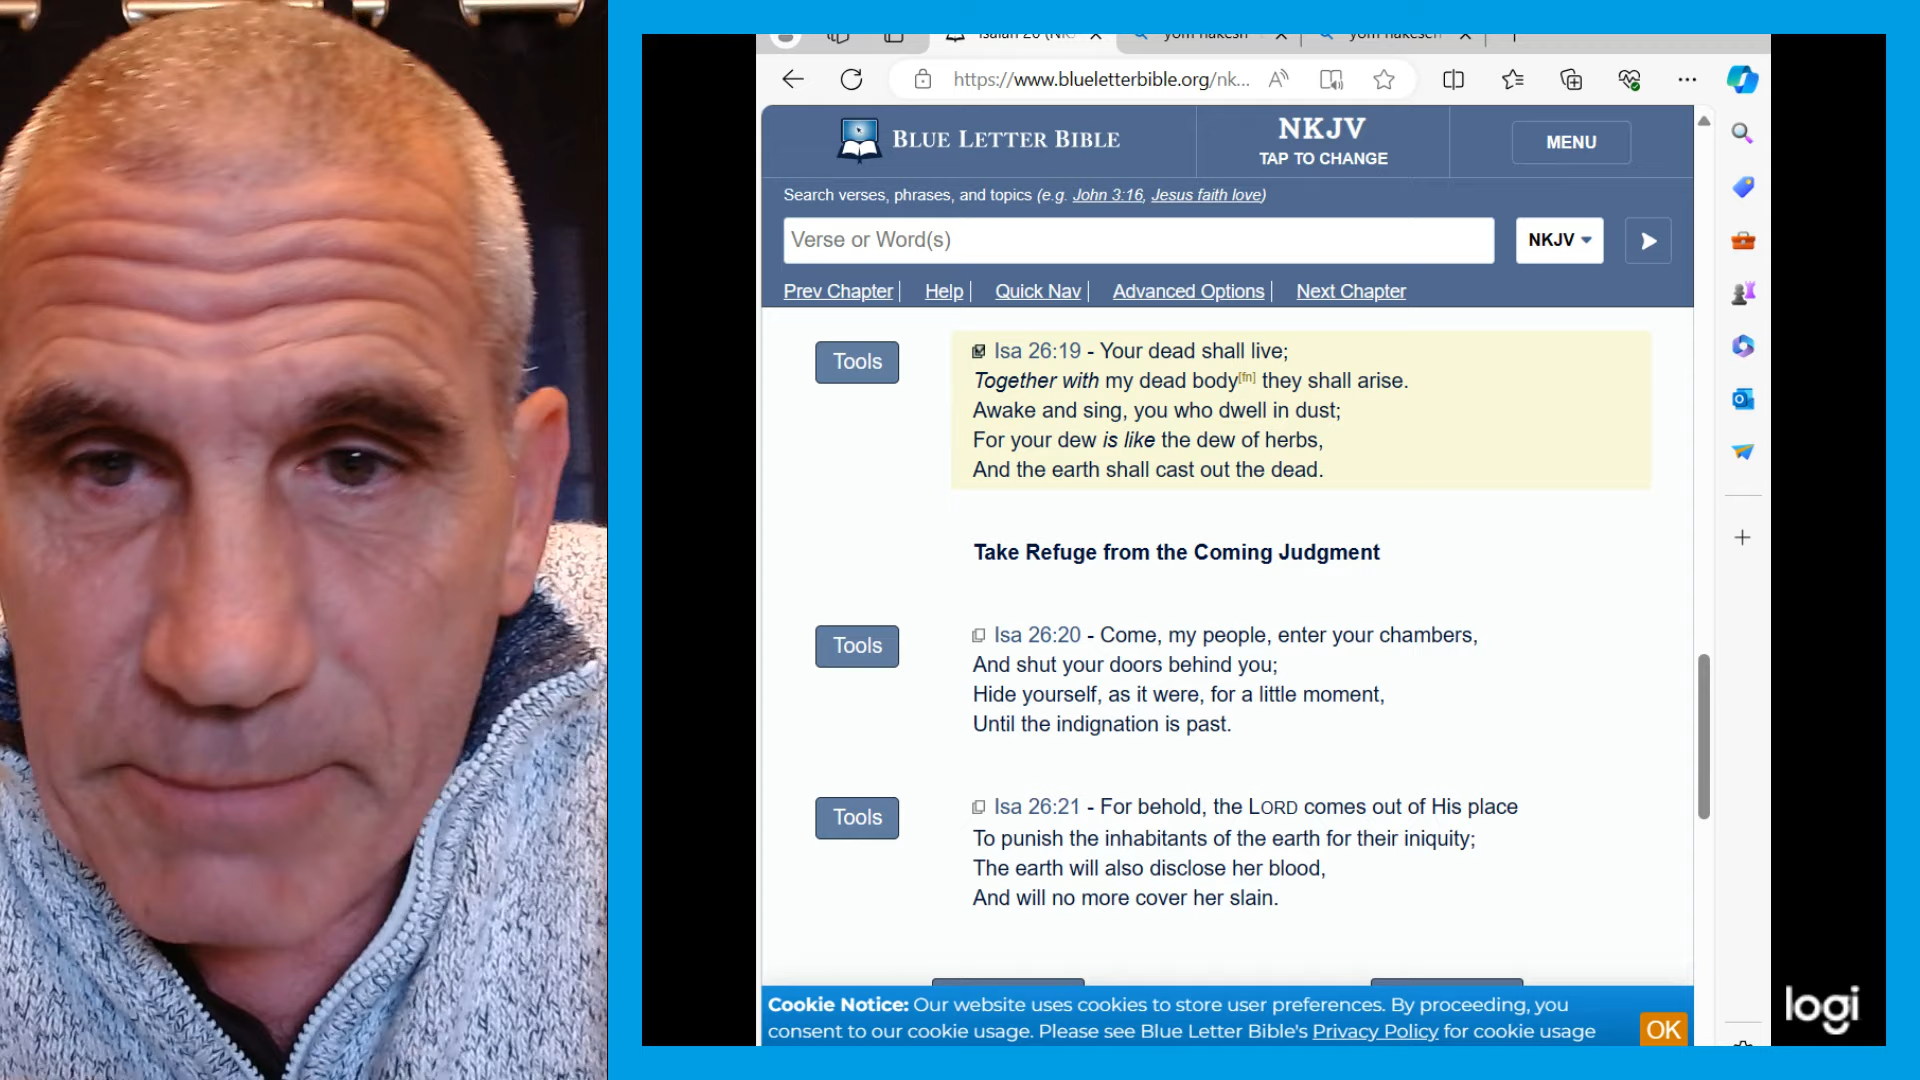 Isaiah 26 (NK
yom hakesh
yom hakeseh
https://www.blueletterbible.org/nk...
BLUE LETTER BIBLE
NKJV
TAP TO CHANGE
MENU
Search verses, phrases, and topics (e.g. John 3:16, Jesus faith love)
Verse or Word(s)
NKJV
Prev Chapter | Help | Quick Nav | Advanced Options | Next Chapter
Tools
Isa 26:19 - Your dead shall live;
Together with my dead body[fn] they shall arise.
Awake and sing, you who dwell in dust;
For your dew is like the dew of herbs,
And the earth shall cast out the dead.
Take Refuge from the Coming Judgment
Tools
Isa 26:20 - Come, my people, enter your chambers,
And shut your doors behind you;
Hide yourself, as it were, for a little moment,
Until the indignation is past.
Tools
Isa 26:21 - For behold, the LORD comes out of His place
To punish the inhabitants of the earth for their iniquity;
The earth will also disclose her blood,
And will no more cover her slain.
Cookie Notice: Our website uses cookies to store user preferences. By proceeding, you
consent to our cookie usage. Please see Blue Letter Bible's Privacy Policy for cookie usage
OK
logi